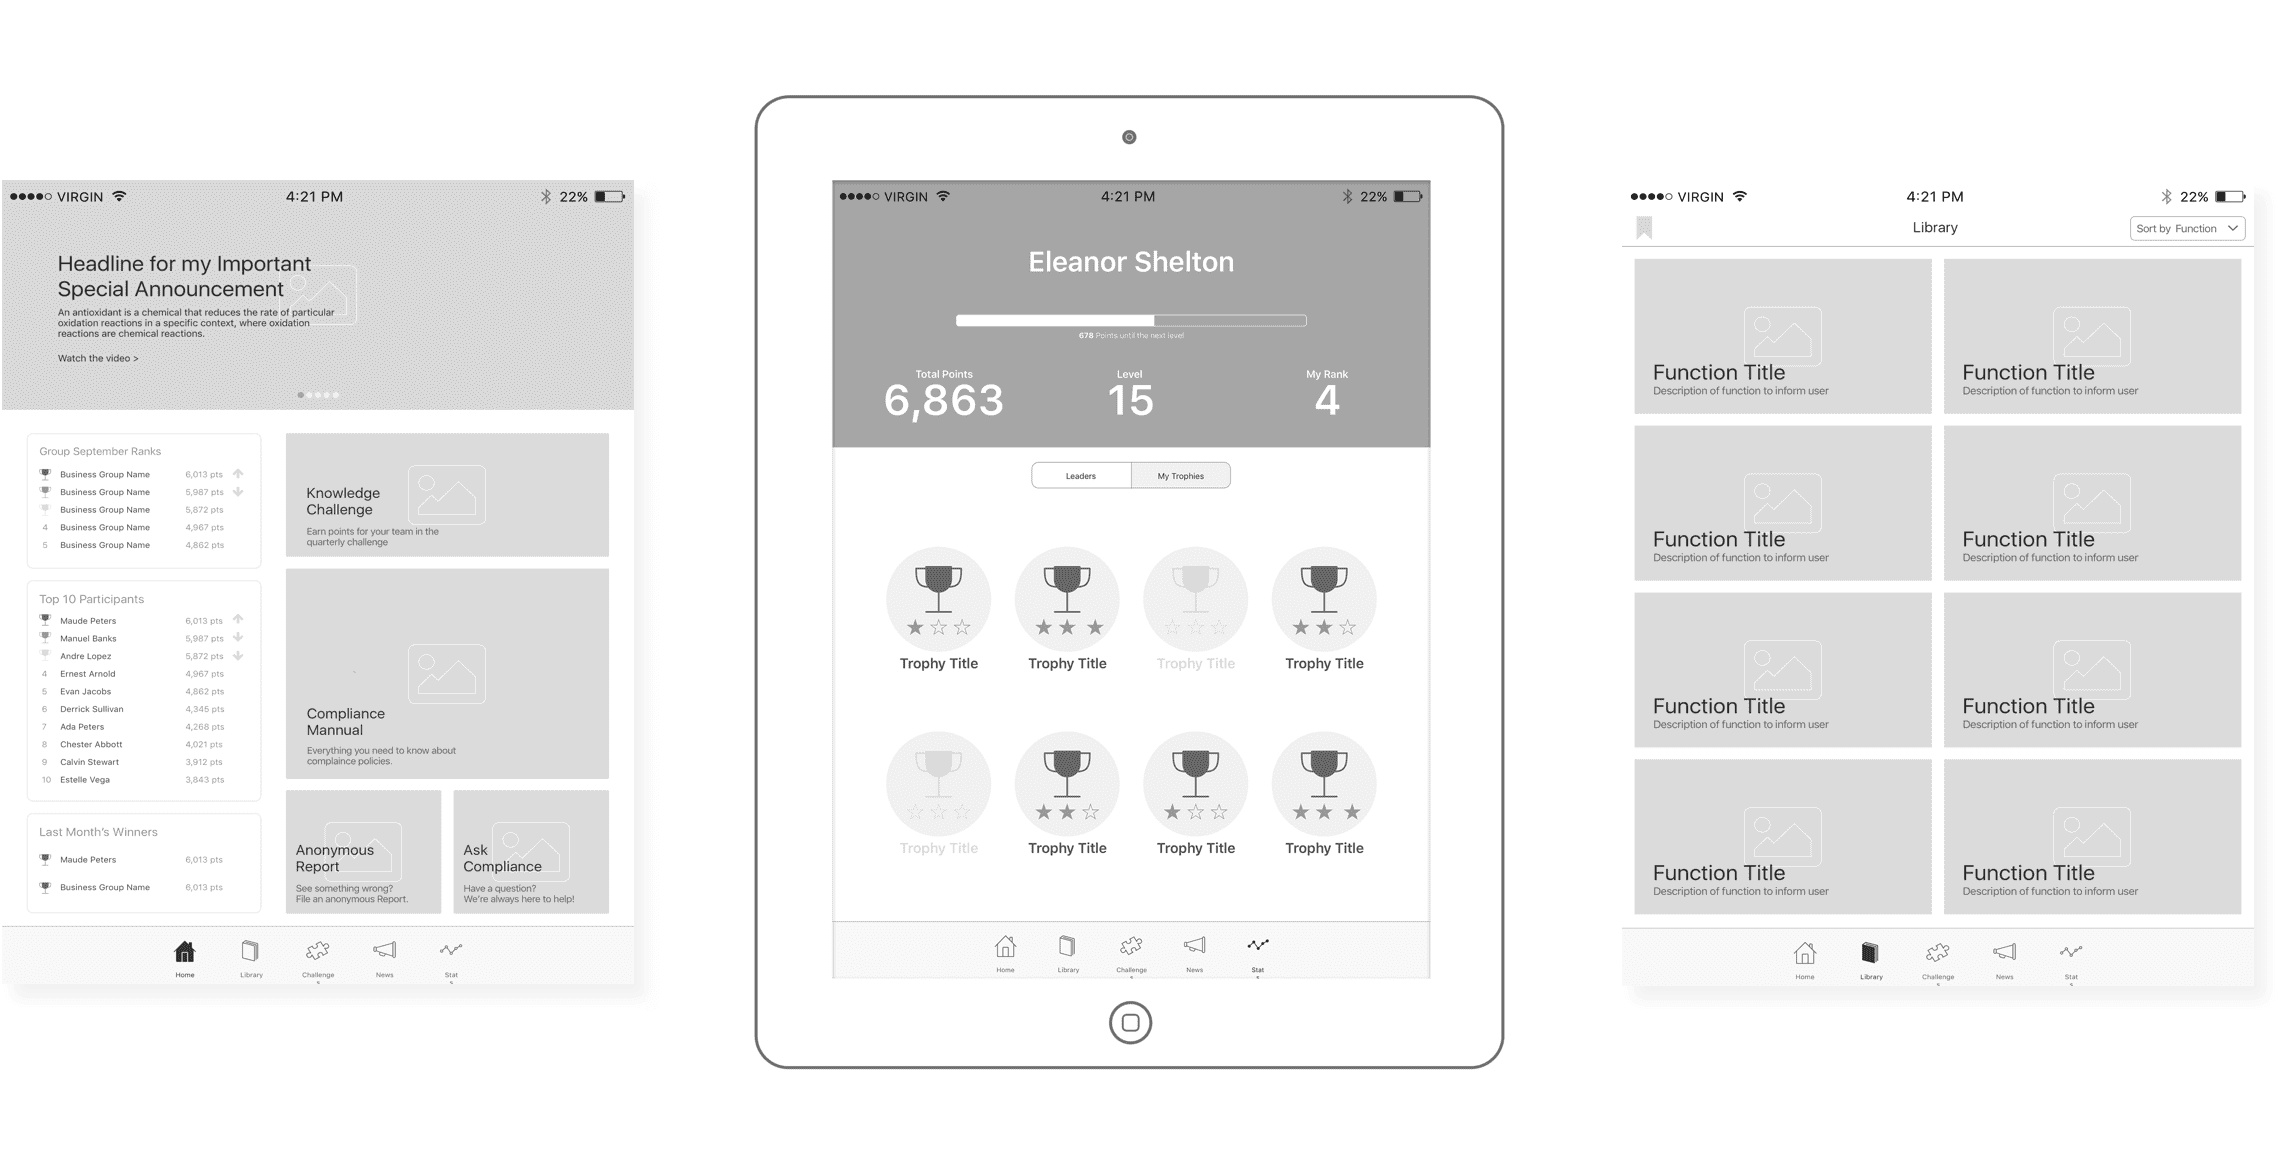 VIRGIN 4:21 PM 22%
Headline for my Important
Special Announcement
An antioxidant is a chemical that reduces the rate of particular
oxidation reactions in a specific context, where oxidation
reactions are chemical reactions.
Watch the video >
Group September Ranks
Business Group Name 6,013 pts
Business Group Name 5,987 pts
Business Group Name 5,872 pts
4 Business Group Name 4,967 pts
5 Business Group Name 4,862 pts
Top 10 Participants
Maude Peters 6,013 pts
Manuel Banks 5,987 pts
Andre Lopez 5,872 pts
4 Ernest Arnold 4,967 pts
5 Evan Jacobs 4,862 pts
6 Derrick Sullivan 4,345 pts
7 Ada Peters 4,268 pts
8 Chester Abbott 4,021 pts
9 Calvin Stewart 3,912 pts
10 Estelle Vega 3,843 pts
Last Month's Winners
Maude Peters 6,013 pts
Business Group Name 6,013 pts
Knowledge
Challenge
Earn points for your team in the
quarterly challenge
Compliance
Mannual
Everything you need to know about
complaince policies.
Anonymous
Report
See something wrong?
File an anonymous Report.
Ask
Compliance
Have a question?
We're always here to help!
Home Library Challenge News Stat
s s
VIRGIN 4:21 PM 22%
Eleanor Shelton
678 Points until the next level
Total Points Level My Rank
6,863 15 4
Leaders My Trophies
Trophy Title Trophy Title Trophy Title Trophy Title
Trophy Title Trophy Title Trophy Title Trophy Title
Home Library Challenge News Stat
s s
VIRGIN 4:21 PM 22%
Library Sort by Function
Function Title Function Title
Description of function to inform user Description of function to inform user
Function Title Function Title
Description of function to inform user Description of function to inform user
Function Title Function Title
Description of function to inform user Description of function to inform user
Function Title Function Title
Description of function to inform user Description of function to inform user
Home Library Challenge News Stat
s s